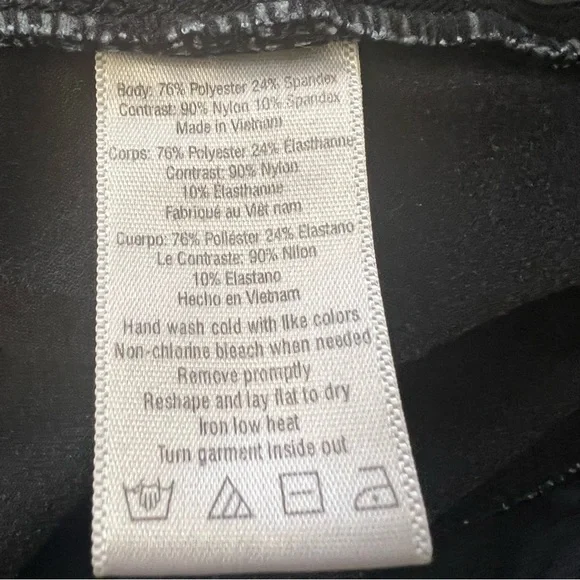 Body: 76% Polyester 24% Spandex
Contrast: 90% Nylon 10% Spandex
Made in Vietnam
Corps: 76% Polyester 24% Elasthanne
Contrast: 90% Nylon
10% Elasthanne
Fabriqué au Viêt nam
Cuerpo: 76% Poliéster 24% Elastano
Le Contraste: 90% Nilon
10% Elastano
Hecho en Vietnam
Hand wash cold with like colors
Non-chlorine bleach when needed
Remove promptly
Reshape and lay flat to dry
Iron low heat
Turn garment inside out